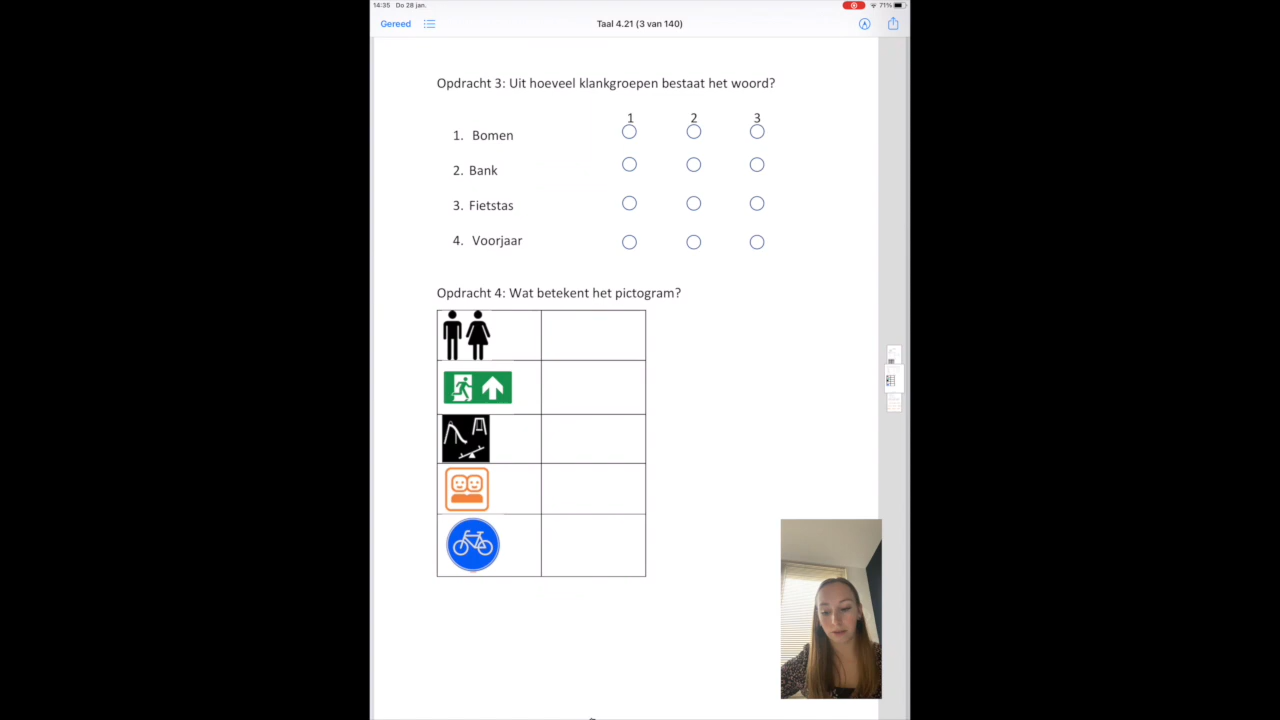 14:35 Do 28 jan.
71%
Gereed
Taal 4.21 (3 van 140)
Opdracht 3: Uit hoeveel klankgroepen bestaat het woord?
1 2 3
1. Bomen
2. Bank
3. Fietstas
4. Voorjaar
Opdracht 4: Wat betekent het pictogram?